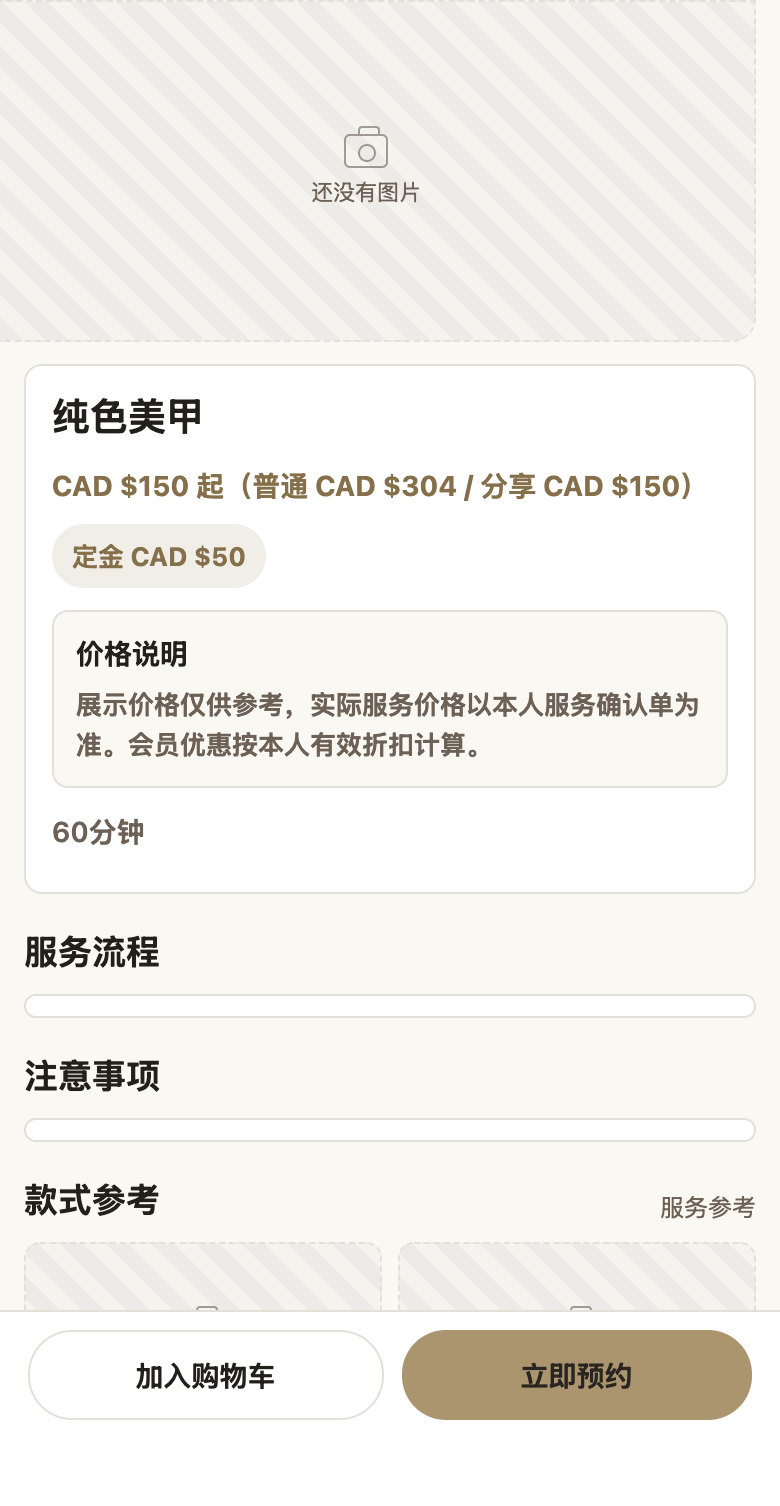 还没有图片
纯色美甲
CAD $150 起（普通 CAD $304 / 分享 CAD $150）
定金 CAD $50
价格说明
展示价格仅供参考，实际服务价格以本人服务确认单为
准。会员优惠按本人有效折扣计算。
60分钟
服务流程
注意事项
款式参考
服务参考
加入购物车
立即预约